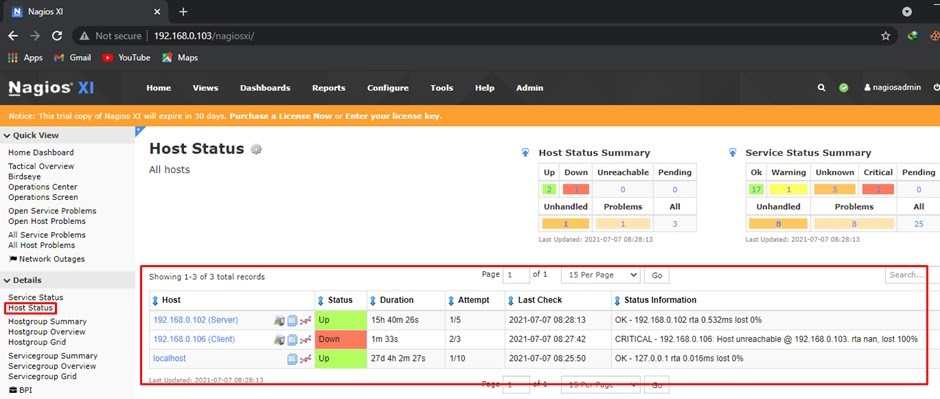 Nagios XI
Not secure | 192.168.0.103/nagiosxi/
Apps Gmail YouTube Maps
Nagios® XI Home Views Dashboards Reports Configure Tools Help Admin nagiosadmin
Notice: This trial copy of Nagios XI will expire in 30 days. Purchase a License Now or Enter your license key.
Quick View
Home Dashboard
Tactical Overview
Birdseye
Operations Center
Operations Screen
Open Service Problems
Open Host Problems
All Service Problems
All Host Problems
Network Outages
Details
Service Status
Host Status
Hostgroup Summary
Hostgroup Overview
Hostgroup Grid
Servicegroup Summary
Servicegroup Overview
Servicegroup Grid
BPI
Host Status
All hosts
Host Status Summary
Up Down Unreachable Pending
2 1 0 0
Unhandled Problems All
1 1 3
Last Updated: 2021-07-07 08:28:13
Service Status Summary
Ok Warning Unknown Critical Pending
17 1 5 2 0
Unhandled Problems All
8 8 25
Last Updated: 2021-07-07 08:28:13
Showing 1-3 of 3 total records Page 1 of 1 15 Per Page Go Search...
Host Status Duration Attempt Last Check Status Information
192.168.0.102 (Server) Up 15h 40m 26s 1/5 2021-07-07 08:28:13 OK - 192.168.0.102 rta 0.532ms lost 0%
192.168.0.106 (Client) Down 1m 33s 2/3 2021-07-07 08:27:42 CRITICAL - 192.168.0.106: Host unreachable @ 192.168.0.103. rta nan, lost 100%
localhost Up 27d 4h 2m 27s 1/10 2021-07-07 08:25:50 OK - 127.0.0.1 rta 0.016ms lost 0%
Last Updated: 2021-07-07 08:28:13 Page 1 of 1 15 Per Page Go